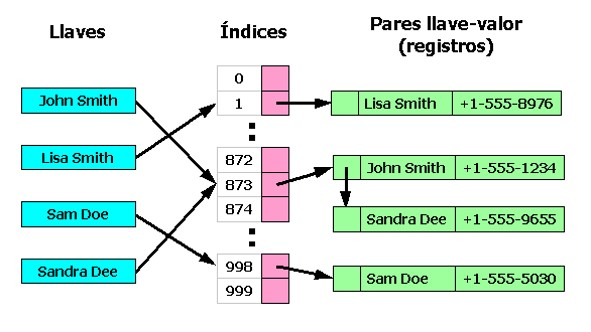 Llaves
Índices
Pares llave-valor
(registros)
John Smith
Lisa Smith
Sam Doe
Sandra Dee
0
1
872
873
874
998
999
Lisa Smith +1-555-8976
John Smith +1-555-1234
Sandra Dee +1-555-9655
Sam Doe +1-555-5030